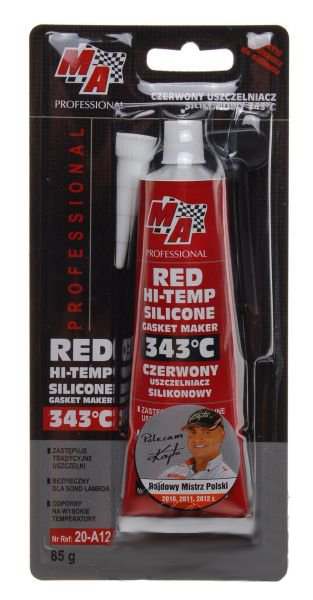 MA
PROFESSIONAL
CZERWONY USZCZELNIACZ
SILIKONOWY 343°C
GRATIS
PROFESSIONAL
RED
HI-TEMP
SILICONE
GASKET MAKER
343°C
ZASTĘPUJE
TRADYCYJNE
USZCZELKI
BEZPIECZNY
DLA SOND LAMBDA
ODPORNY
NA WYSOKIE
TEMPERATURY
Nr Ref: 20-A12
85 g
MA
PROFESSIONAL
RED
HI-TEMP
SILICONE
GASKET MAKER
343°C
CZERWONY
USZCZELNIACZ
SILIKONOWY
Polecam
Kajto
Rajdowy Mistrz Polski
2010, 2011, 2012 r.